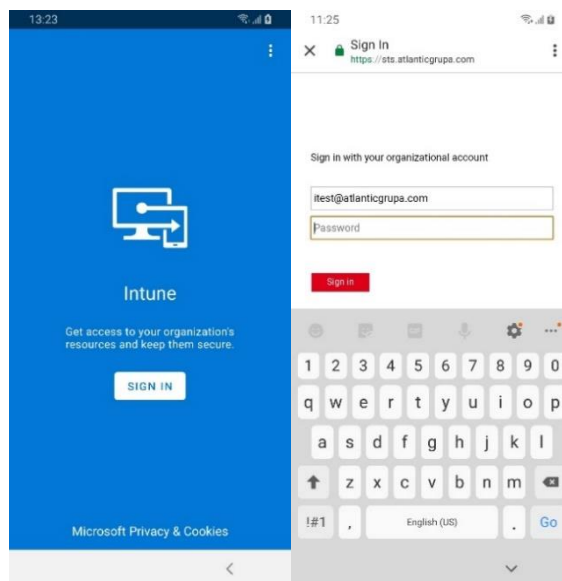 13:23
Intune
Get access to your organization's
resources and keep them secure.
SIGN IN
Microsoft Privacy & Cookies
11:25
Sign In
https://sts.atlanticgrupa.com
Sign in with your organizational account
itest@atlanticgrupa.com
Password
Sign in
1 2 3 4 5 6 7 8 9 0
q w e r t y u i o p
a s d f g h j k l
z x c v b n m
!#1 , English (US) . Go